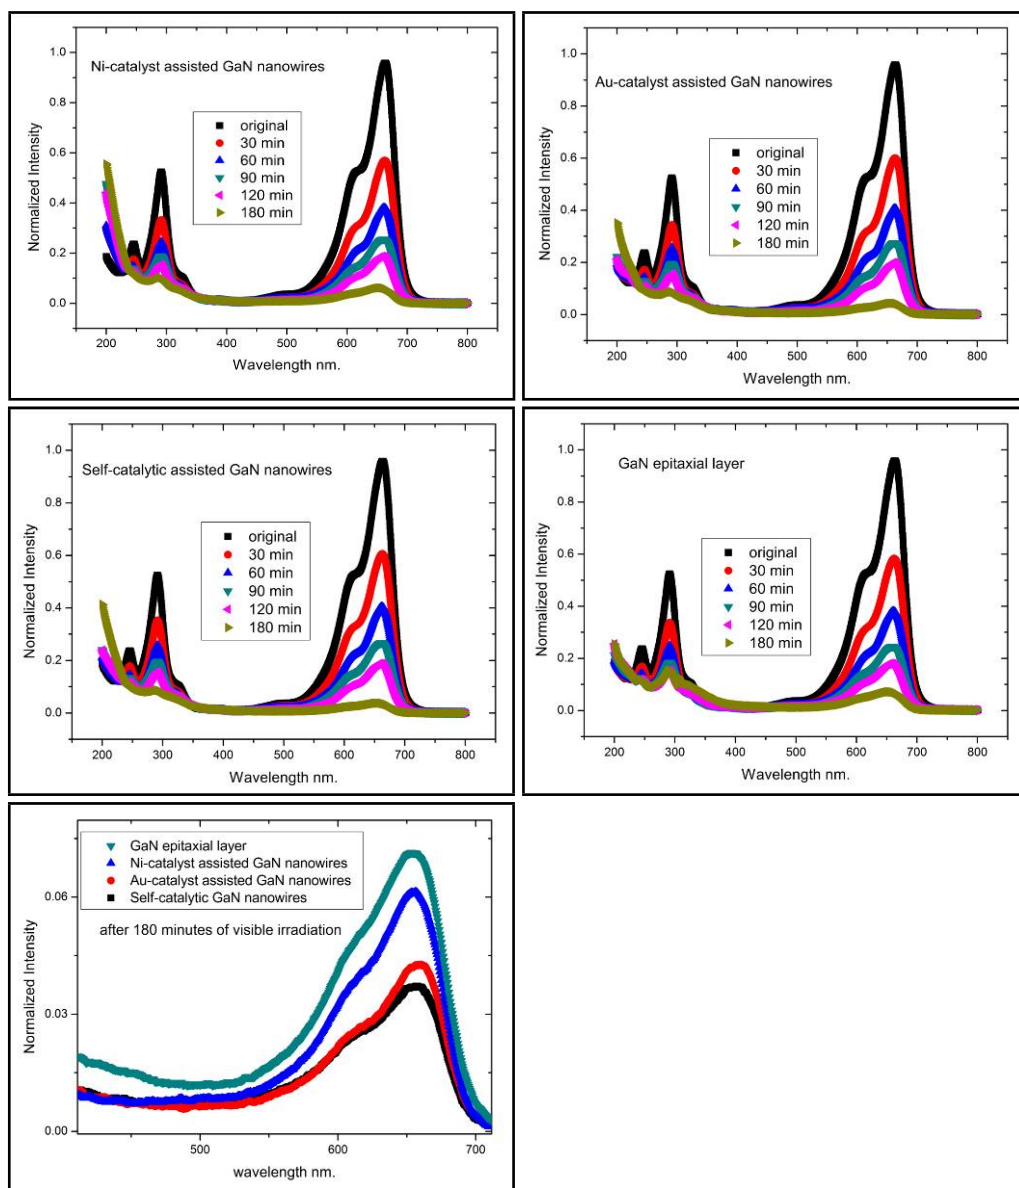 Ni-catalyst assisted GaN nanowires
original
30 min
60 min
90 min
120 min
180 min
Normalized Intensity
1.0
0.8
0.6
0.4
0.2
0.0
200 300 400 500 600 700 800
Wavelength nm.
Au-catalyst assisted GaN nanowires
original
30 min
60 min
90 min
120 min
180 min
Normalized Intensity
1.0
0.8
0.6
0.4
0.2
0.0
200 300 400 500 600 700 800
Wavelength nm.
Self-catalytic assisted GaN nanowires
original
30 min
60 min
90 min
120 min
180 min
Normalized Intensity
1.0
0.8
0.6
0.4
0.2
0.0
200 300 400 500 600 700 800
Wavelength nm.
GaN epitaxial layer
original
30 min
60 min
90 min
120 min
180 min
Normalized Intensity
1.0
0.8
0.6
0.4
0.2
0.0
200 300 400 500 600 700 800
Wavelength nm.
GaN epitaxial layer
Ni-catalyst assisted GaN nanowires
Au-catalyst assisted GaN nanowires
Self-catalytic GaN nanowires
after 180 minutes of visible irradiation
Normalized Intensity
0.06
0.03
0.00
500 600 700
wavelength nm.